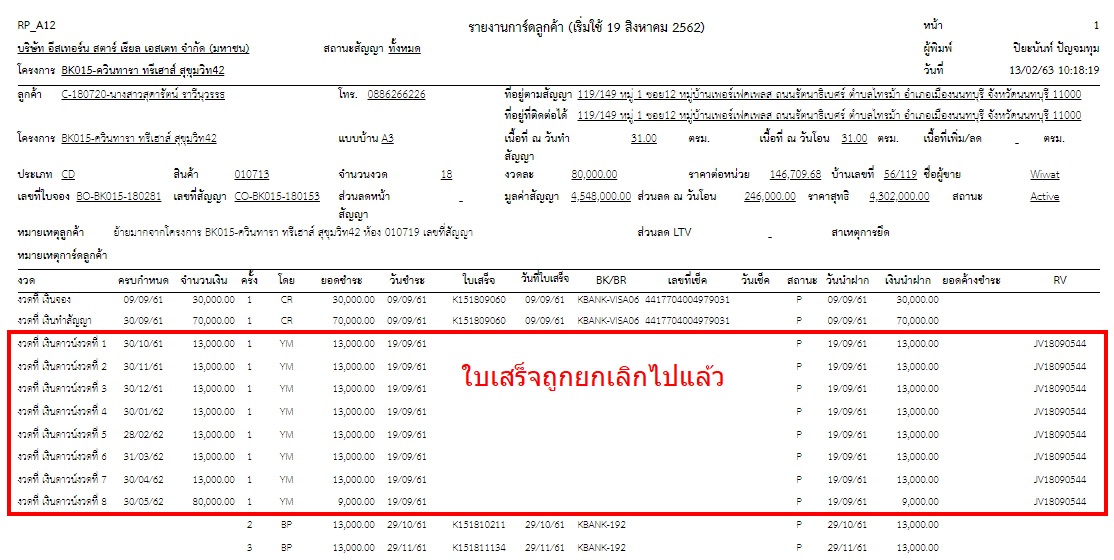 RP_A12 รายงานการ์ดลูกค้า (เริ่มใช้ 19 สิงหาคม 2562) หน้า 1
บริษัท อีสเทอร์น สตาร์ เรียล เอสเตท จำกัด (มหาชน) สถานะสัญญา ทั้งหมด ผู้พิมพ์ ปิยะนันท์ ปัญจมทุม
โครงการ BK015-ควินทารา ทรีเฮาส์ สุขุมวิท42 วันที่ 13/02/63 10:18:19
ลูกค้า C-180720-นางสาวสุดารัตน์ ราวีนุวรรธ โทร. 0886266226 ที่อยู่ตามสัญญา 119/149 หมู่ 1 ซอย12 หมู่บ้านเพอร์เฟคเพลส ถนนรัตนาธิเบศร์ ตำบลไทรม้า อำเภอเมืองนนทบุรี จังหวัดนนทบุรี 11000
ที่อยู่ที่ติดต่อได้ 119/149 หมู่ 1 ซอย12 หมู่บ้านเพอร์เฟคเพลส ถนนรัตนาธิเบศร์ ตำบลไทรม้า อำเภอเมืองนนทบุรี จังหวัดนนทบุรี 11000
โครงการ BK015-ควินทารา ทรีเฮาส์ สุขุมวิท42 แบบบ้าน A3 เนื้อที่ ณ วันทำ 31.00 ตรม. เนื้อที่ ณ วันโอน 31.00 ตรม. เนื้อที่เพิ่ม/ลด - ตรม.
สัญญา
ประเภท CD สินค้า 010713 จำนวนงวด 18 งวดละ 80,000.00 ราคาต่อหน่วย 146,709.68 บ้านเลขที่ 56/119 ชื่อผู้ขาย Wiwat
เลขที่ใบจอง BO-BK015-180281 เลขที่สัญญา CO-BK015-180153 ส่วนลดหน้า - มูลค่าสัญญา 4,548,000.00 ส่วนลด ณ วันโอน 246,000.00 ราคาสุทธิ 4,302,000.00 สถานะ Active
สัญญา
หมายเหตุลูกค้า ย้ายมากจากโครงการ BK015-ควินทารา ทรีเฮาส์ สุขุมวิท42 ห้อง 010719 เลขที่สัญญา ส่วนลด LTV - สาเหตุการยึด
หมายเหตุการ์ดลูกค้า
งวด ครบกำหนด จำนวนเงิน ครั้ง โดย ยอดชำระ วันชำระ ใบเสร็จ วันที่ใบเสร็จ BK/BR เลขที่เช็ค วันเช็ค สถานะ วันนำฝาก เงินนำฝาก ยอดค้างชำระ RV
งวดที่ เงินจอง 09/09/61 30,000.00 1 CR 30,000.00 09/09/61 K151809060 09/09/61 KBANK-VISA06 4417704004979031 P 09/09/61 30,000.00
งวดที่ เงินทำสัญญา 30/09/61 70,000.00 1 CR 70,000.00 09/09/61 K151809060 09/09/61 KBANK-VISA06 4417704004979031 P 09/09/61 70,000.00
งวดที่ เงินดาวน์งวดที่ 1 30/10/61 13,000.00 1 YM 13,000.00 19/09/61 P 19/09/61 13,000.00 JV18090544
งวดที่ เงินดาวน์งวดที่ 2 30/11/61 13,000.00 1 YM 13,000.00 19/09/61 P 19/09/61 13,000.00 JV18090544
ใบเสร็จถูกยกเลิกไปแล้ว
งวดที่ เงินดาวน์งวดที่ 3 30/12/61 13,000.00 1 YM 13,000.00 19/09/61 P 19/09/61 13,000.00 JV18090544
งวดที่ เงินดาวน์งวดที่ 4 30/01/62 13,000.00 1 YM 13,000.00 19/09/61 P 19/09/61 13,000.00 JV18090544
งวดที่ เงินดาวน์งวดที่ 5 28/02/62 13,000.00 1 YM 13,000.00 19/09/61 P 19/09/61 13,000.00 JV18090544
งวดที่ เงินดาวน์งวดที่ 6 31/03/62 13,000.00 1 YM 13,000.00 19/09/61 P 19/09/61 13,000.00 JV18090544
งวดที่ เงินดาวน์งวดที่ 7 30/04/62 13,000.00 1 YM 13,000.00 19/09/61 P 19/09/61 13,000.00 JV18090544
งวดที่ เงินดาวน์งวดที่ 8 30/05/62 80,000.00 1 YM 9,000.00 19/09/61 P 19/09/61 9,000.00 JV18090544
2 BP 13,000.00 29/10/61 K151810211 29/10/61 KBANK-192 P 29/10/61 13,000.00
3 BP 13,000.00 29/11/61 K151811134 29/11/61 KBANK-192 P 29/11/61 13,000.00